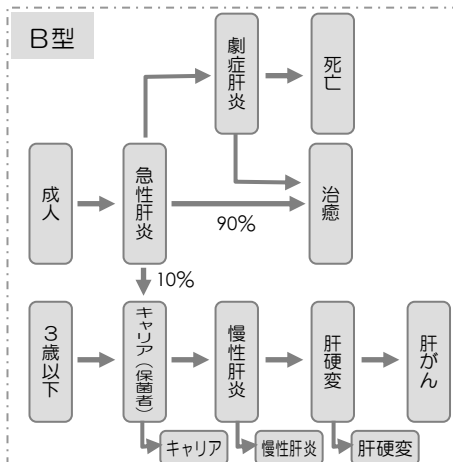 B型
劇症肝炎
死亡
成人
急性肝炎
治癒
90%
10%
3歳以下
キャリア(保菌者)
慢性肝炎
肝硬変
肝がん
キャリア
慢性肝炎
肝硬変